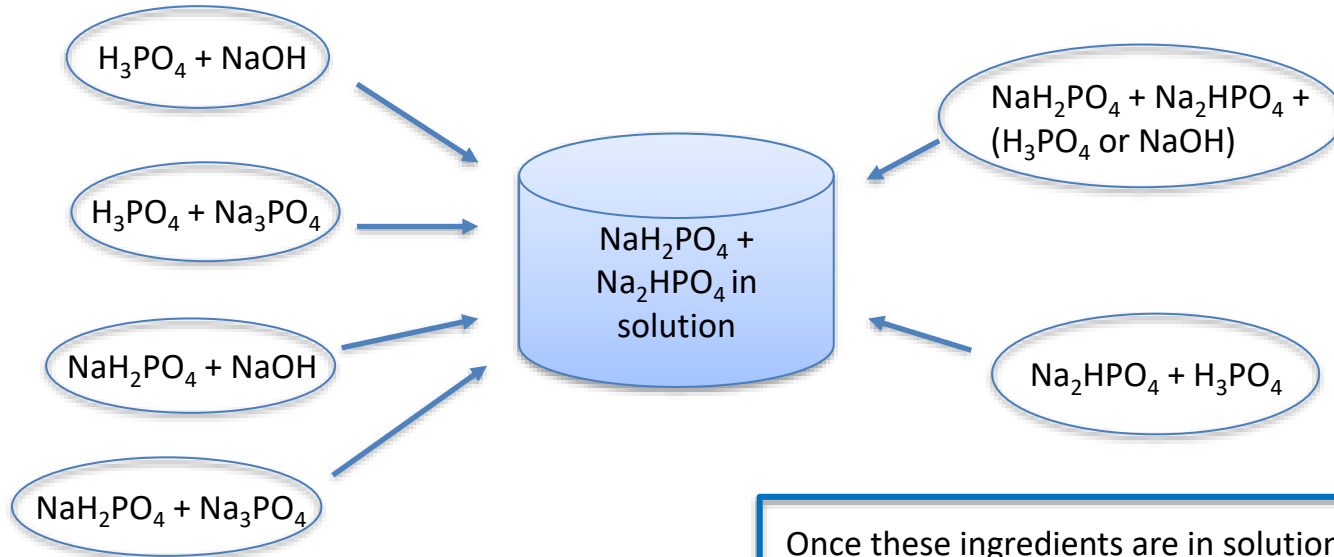 H₃PO₄ + NaOH
H₃PO₄ + Na₃PO₄
NaH₂PO₄ + NaOH
NaH₂PO₄ + Na₃PO₄
NaH₂PO₄ +
Na₂HPO₄ in
solution
NaH₂PO₄ + Na₂HPO₄ +
(H₃PO₄ or NaOH)
Na₂HPO₄ + H₃PO₄
Once these ingredients are in solution